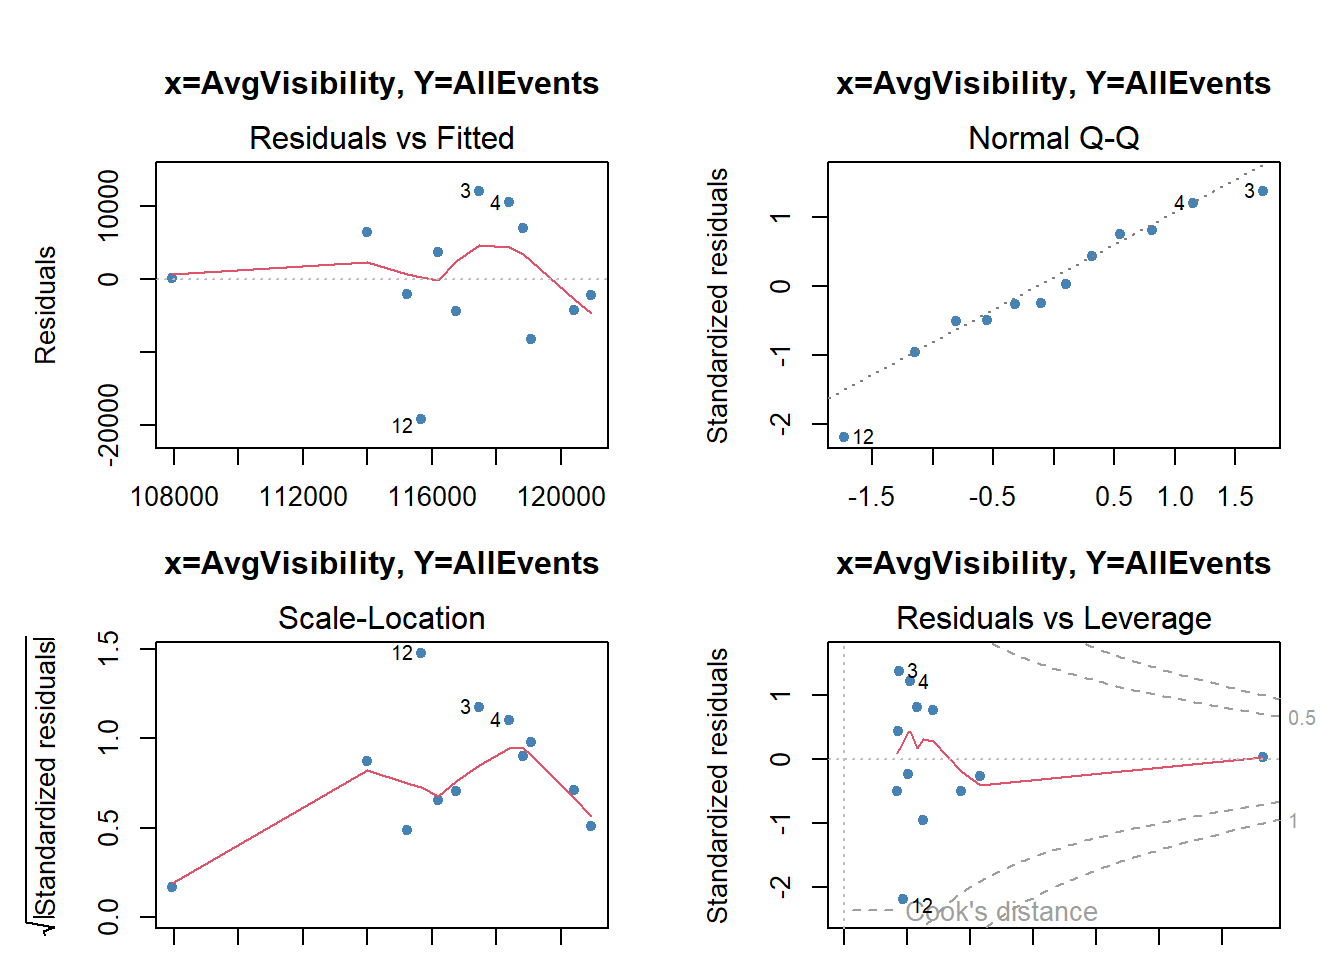 x=AvgVisibility, Y=AllEvents
Residuals vs Fitted
Residuals
10000
0
-20000
3
4
12
108000 112000 116000 120000
x=AvgVisibility, Y=AllEvents
Normal Q-Q
Standardized residuals
1
0
-1
-2
4
3
12
-1.5 -0.5 0.5 1.0 1.5
x=AvgVisibility, Y=AllEvents
Scale-Location
√|Standardized residuals|
1.5
1.0
0.5
0.0
12
3
4
x=AvgVisibility, Y=AllEvents
Residuals vs Leverage
Standardized residuals
1
0
-1
-2
3
4
0.5
1
12
Cook's distance